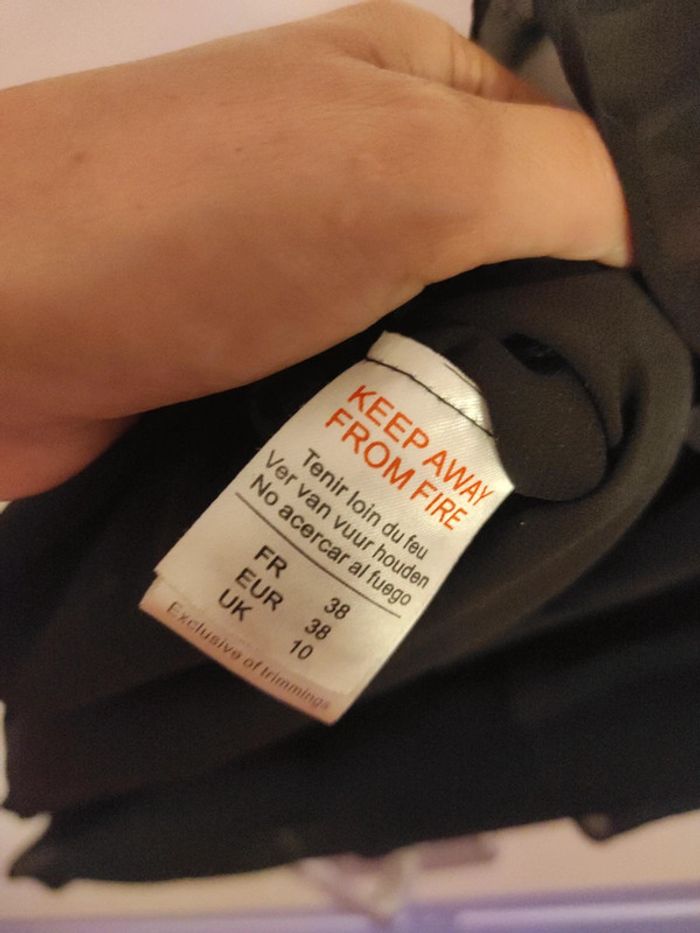 KEEP AWAY
FROM FIRE
Tenir loin du feu
Ver van vuur houden
No acercar al fuego
FR 38
EUR 38
UK 10
Exclusive of trimmings